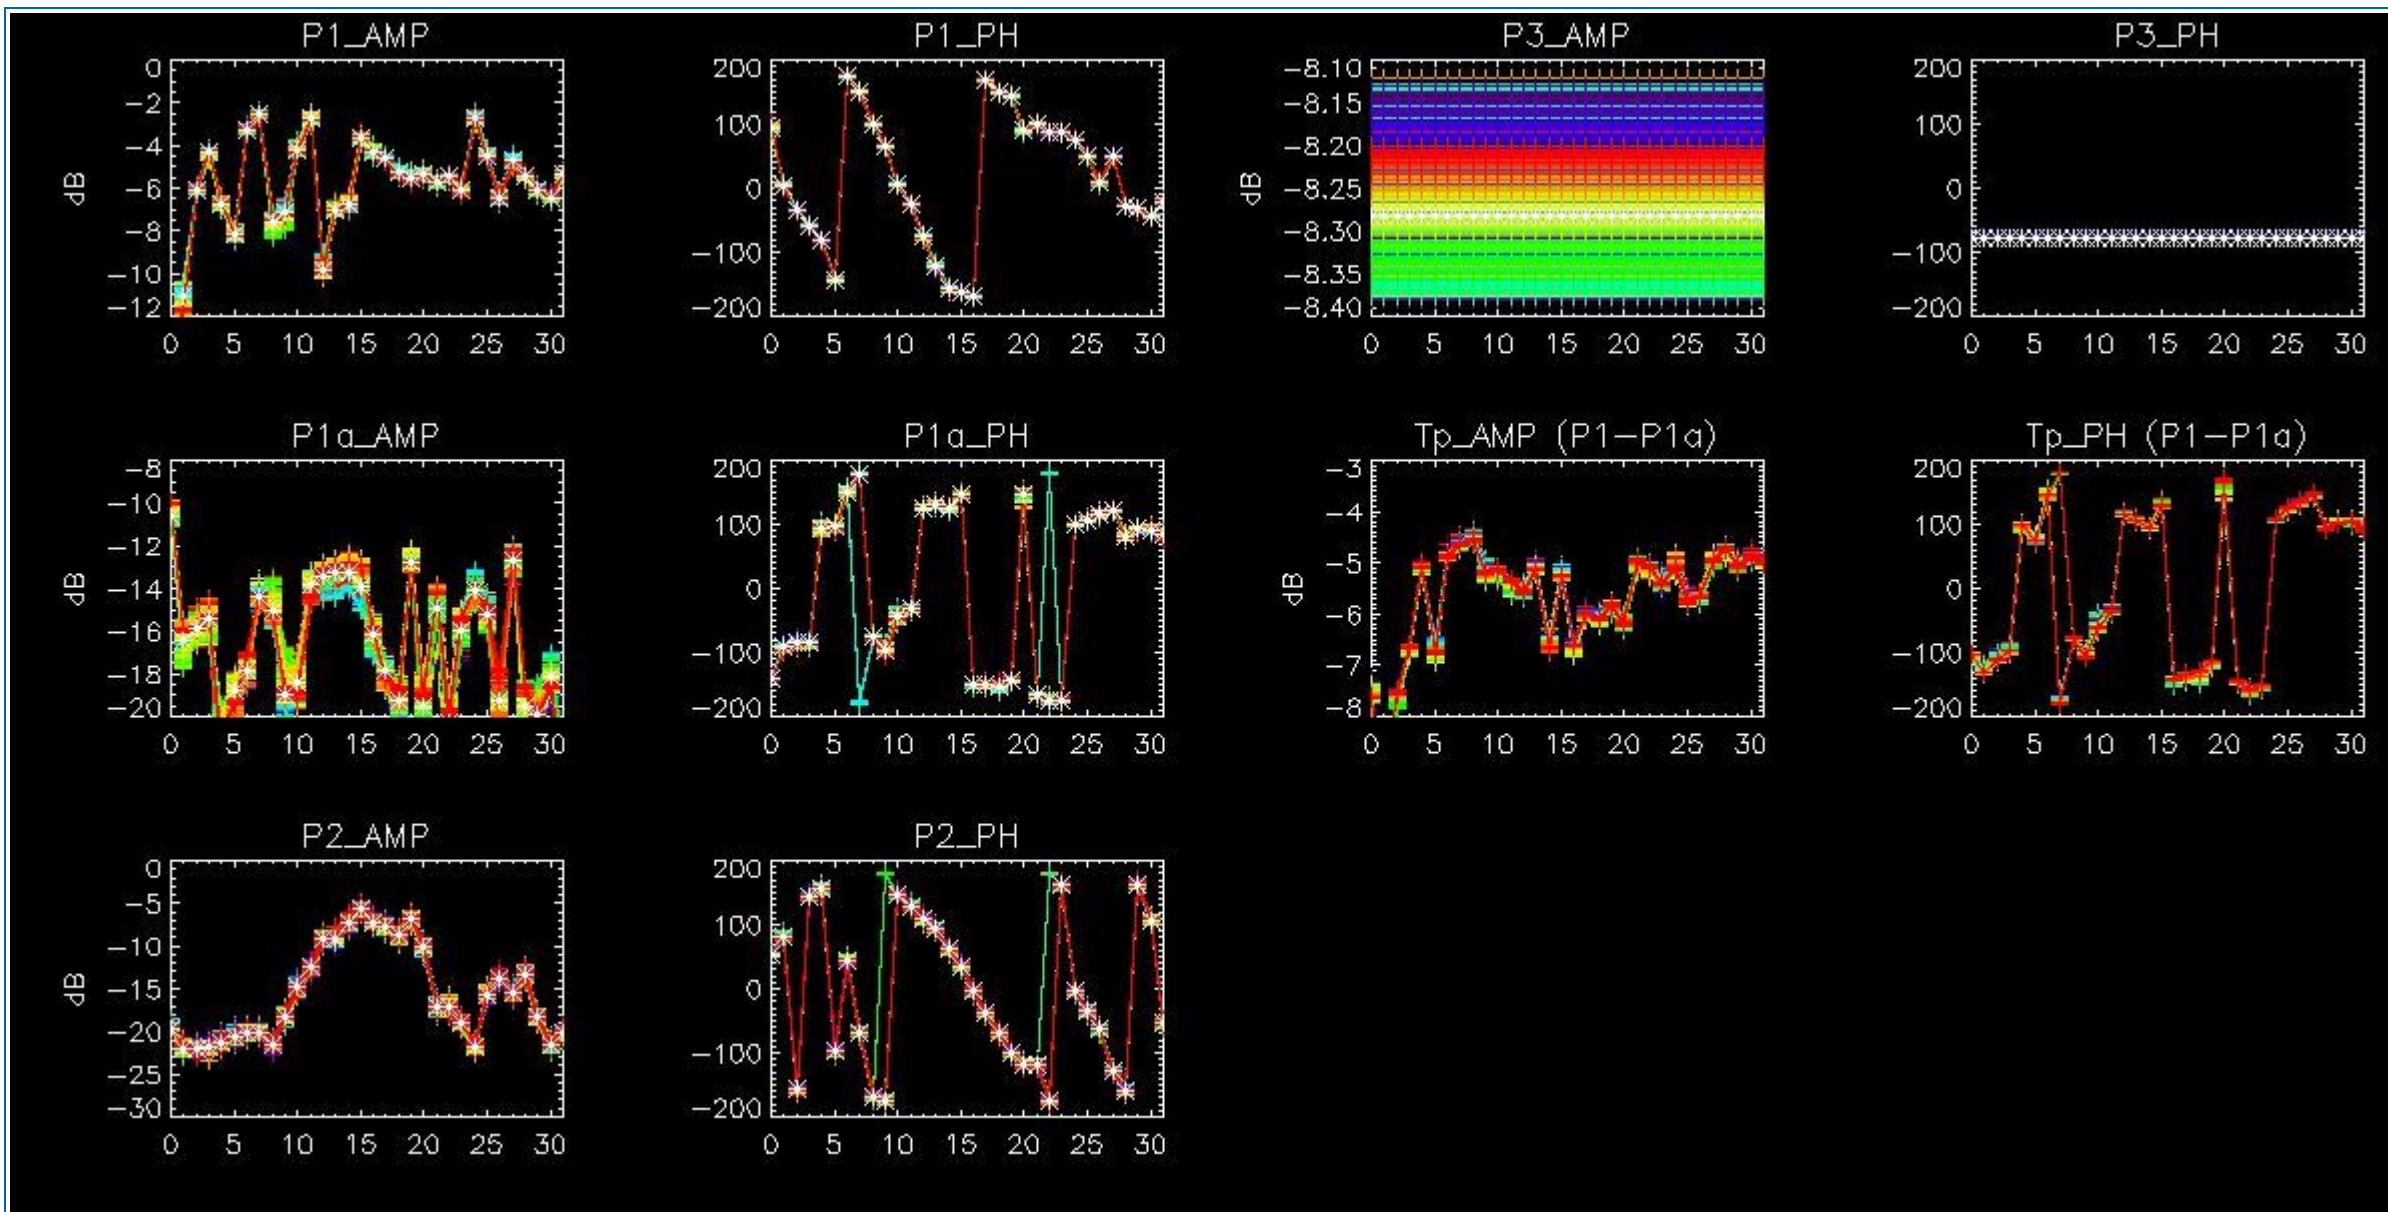 P1_AMP
dB
0
−2
−4
−6
−8
−10
−12
0 5 10 15 20 25 30
P1_PH
200
100
0
−100
−200
0 5 10 15 20 25 30
P3_AMP
dB
−8.10
−8.15
−8.20
−8.25
−8.30
−8.35
−8.40
0 5 10 15 20 25 30
P3_PH
200
100
0
−100
−200
0 5 10 15 20 25 30
P1a_AMP
dB
−8
−10
−12
−14
−16
−18
−20
0 5 10 15 20 25 30
P1a_PH
200
100
0
−100
−200
0 5 10 15 20 25 30
Tp_AMP (P1−P1a)
dB
−3
−4
−5
−6
−7
−8
0 5 10 15 20 25 30
Tp_PH (P1−P1a)
200
100
0
−100
−200
0 5 10 15 20 25 30
P2_AMP
dB
0
−5
−10
−15
−20
−25
−30
0 5 10 15 20 25 30
P2_PH
200
100
0
−100
−200
0 5 10 15 20 25 30